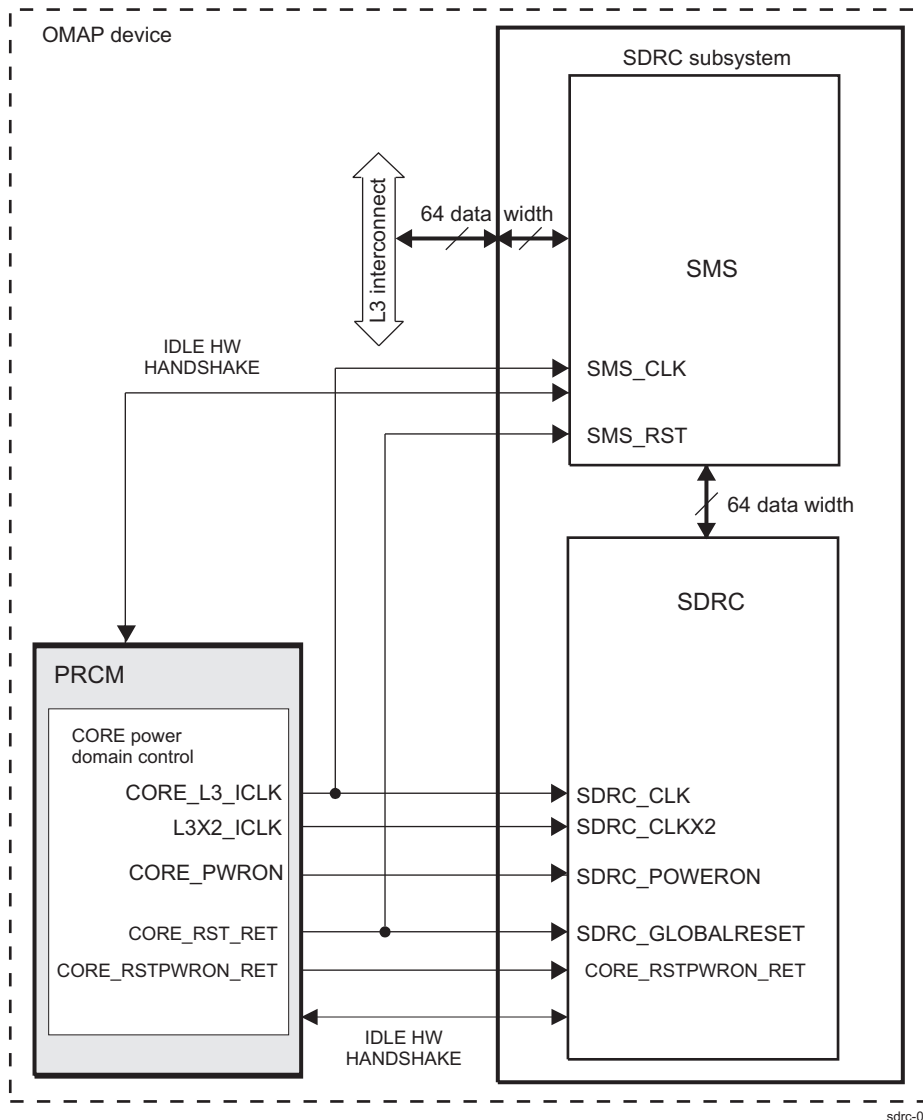 OMAP device
SDRC subsystem
L3 interconnect
64 data width
SMS
IDLE HW
HANDSHAKE
SMS_CLK
SMS_RST
64 data width
SDRC
PRCM
CORE power
domain control
CORE_L3_ICLK
SDRC_CLK
L3X2_ICLK
SDRC_CLKX2
CORE_PWRON
SDRC_POWERON
CORE_RST_RET
SDRC_GLOBALRESET
CORE_RSTPWRON_RET
CORE_RSTPWRON_RET
IDLE HW
HANDSHAKE